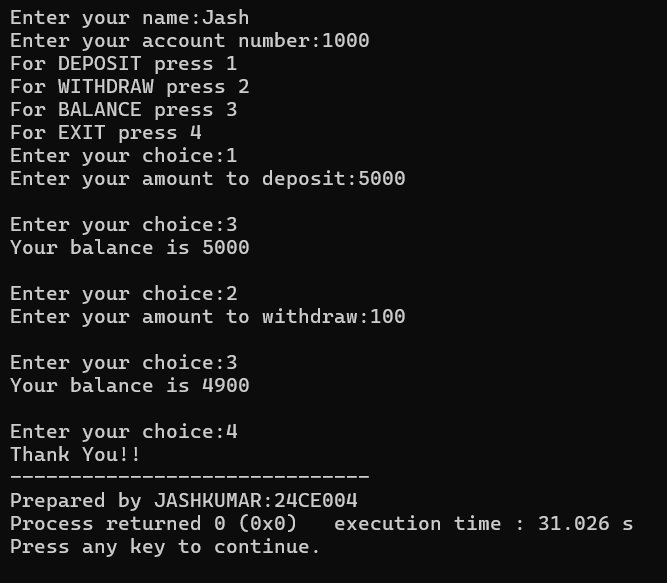 Enter your name:Jash
Enter your account number:1000
For DEPOSIT press 1
For WITHDRAW press 2
For BALANCE press 3
For EXIT press 4
Enter your choice:1
Enter your amount to deposit:5000

Enter your choice:3
Your balance is 5000

Enter your choice:2
Enter your amount to withdraw:100

Enter your choice:3
Your balance is 4900

Enter your choice:4
Thank You!!
------------------------------
Prepared by JASHKUMAR:24CE004
Process returned 0 (0x0)   execution time : 31.026 s
Press any key to continue.